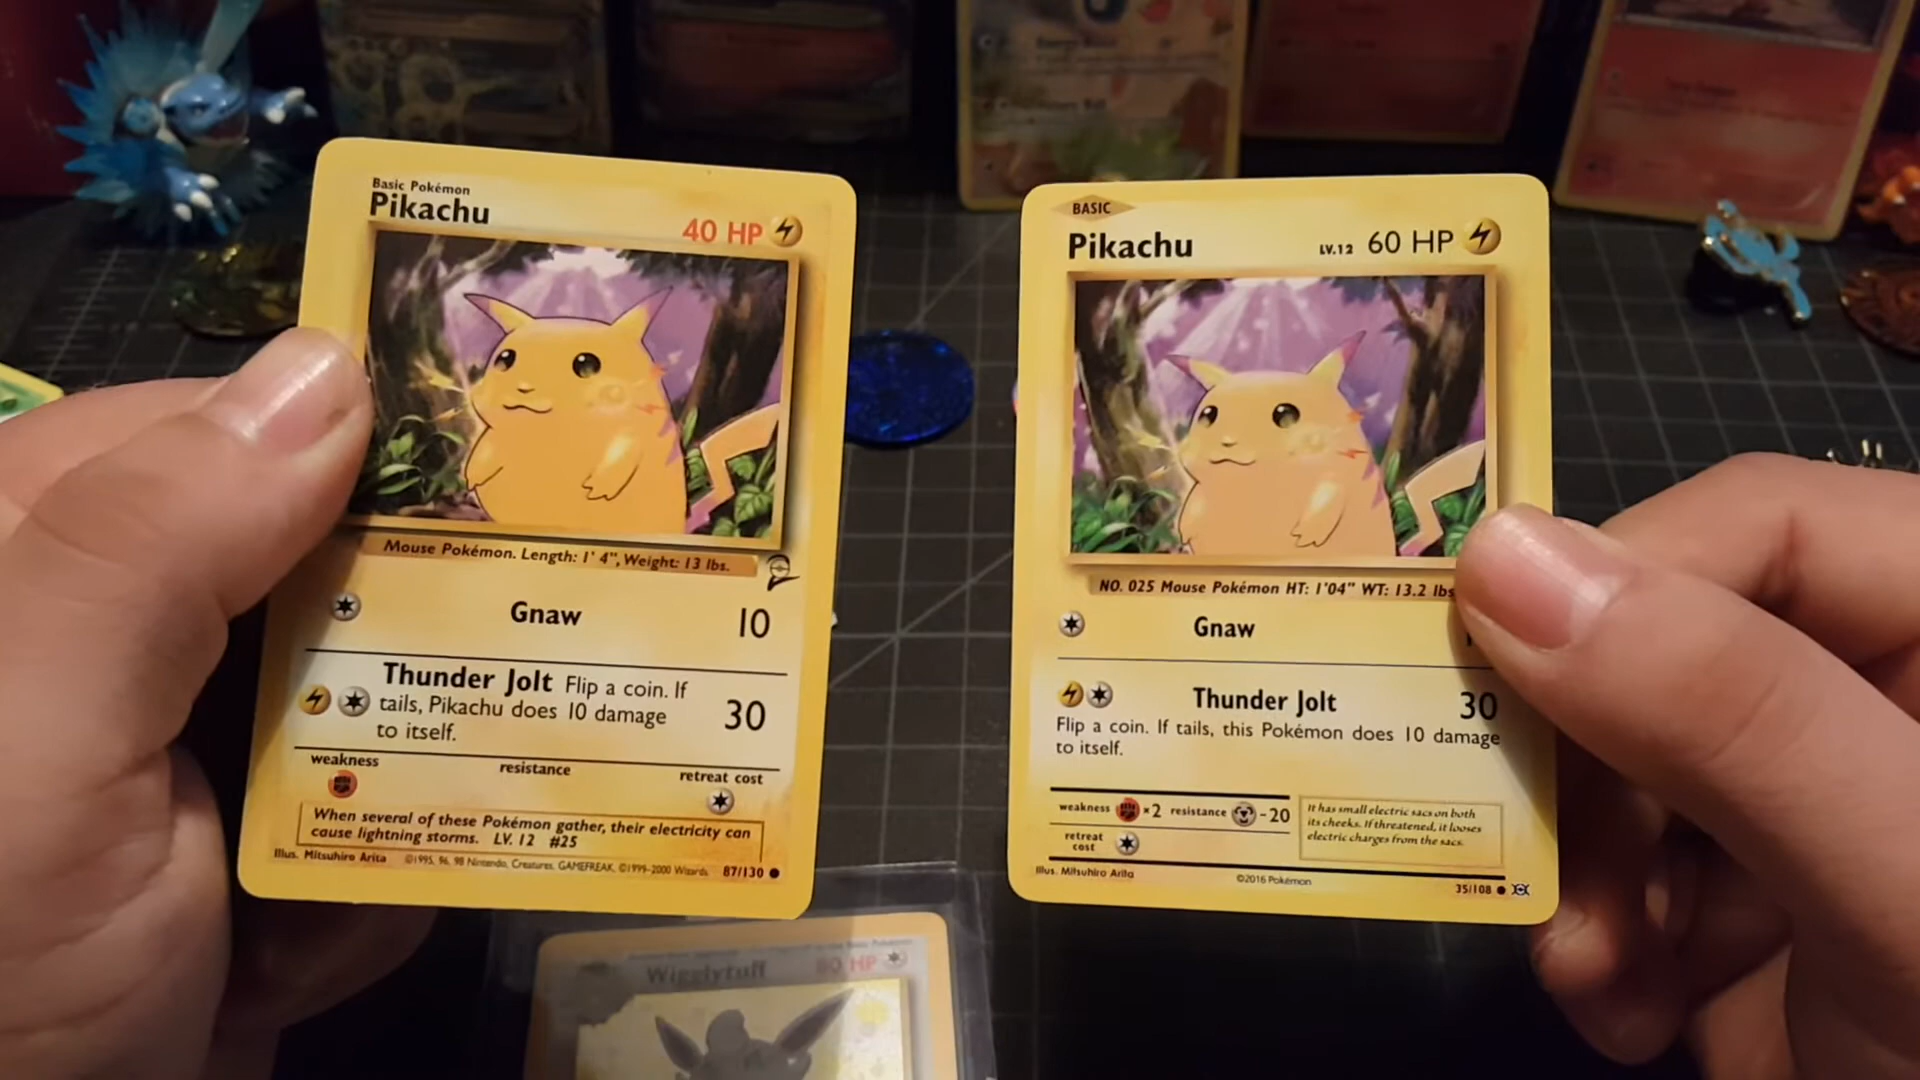 Basic Pokémon
Pikachu
40 HP
Mouse Pokémon. Length: 1' 4", Weight: 13 lbs.
Gnaw
10
Thunder Jolt Flip a coin. If
tails, Pikachu does 10 damage
to itself.
30
weakness
resistance
retreat cost
When several of these Pokémon gather, their electricity can
cause lightning storms. LV. 12 #25
Illus. Mitsuhiro Arita ©1995, 96, 98 Nintendo, Creatures, GAMEFREAK. ©1999-2000 Wizards. 87/130
BASIC
Pikachu
LV.12 60 HP
NO. 025 Mouse Pokémon HT: 1'04" WT: 13.2 lbs
Gnaw
Thunder Jolt
30
Flip a coin. If tails, this Pokémon does 10 damage
to itself.
weakness ×2 resistance -20
retreat
cost
It has small electric sacs on both
its cheeks. If threatened, it looses
electric charges from the sacs.
Illus. Mitsuhiro Arita
©2016 Pokémon
35/108
Wigglytuff
80 HP